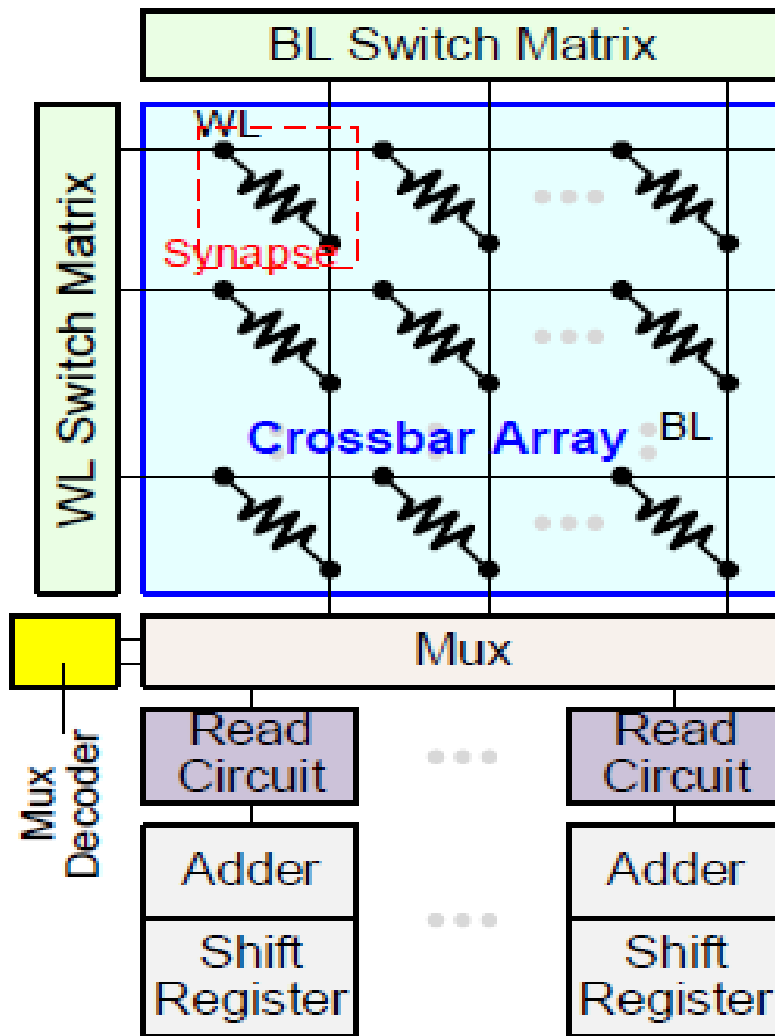 BL Switch Matrix
WL Switch Matrix
WL
Synapse
Crossbar Array
BL
Mux
Mux
Decoder
Read
Circuit
Read
Circuit
Adder
Adder
Shift
Register
Shift
Register